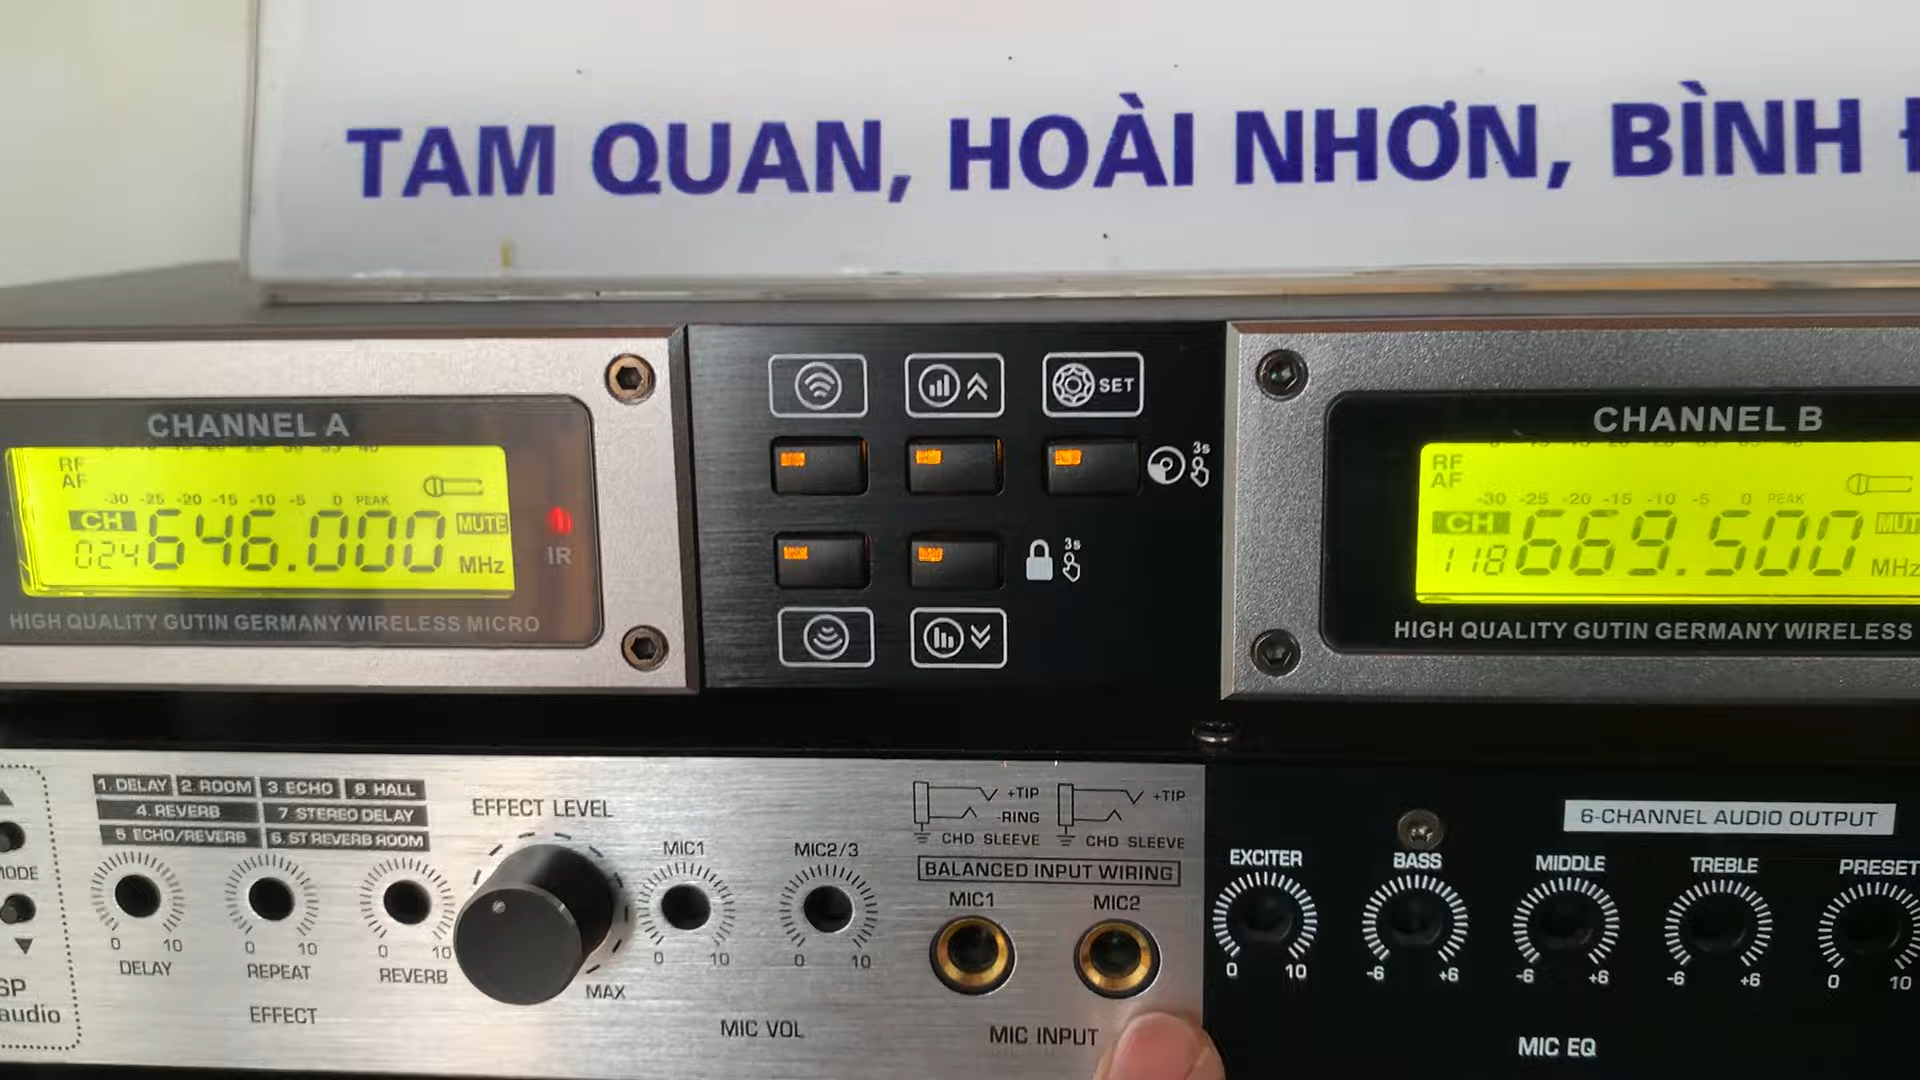 TAM QUAN, HOÀI NHƠN, BÌNH
CHANNEL A
RF
AF
-30 -25 -20 -15 -10 -5 0 PEAK
CH 646.000 MUTE
024 MHz
IR
HIGH QUALITY GUTIN GERMANY WIRELESS MICRO
SET
3s
3s
CHANNEL B
RF
AF
-30 -25 -20 -15 -10 -5 0 PEAK
CH 669.500 MUT
118 MHz
HIGH QUALITY GUTIN GERMANY WIRELESS
1. DELAY 2. ROOM 3. ECHO 8. HALL
4. REVERB 7 STEREO DELAY
5 ECHO/REVERB 6. ST REVERB ROOM
MODE
SP
audio
0 10
DELAY
0 10
REPEAT
0 10
REVERB
EFFECT
EFFECT LEVEL
MAX
MIC1
0 10
MIC2/3
0 10
MIC VOL
+TIP
-RING
CHD SLEEVE
+TIP
CHD SLEEVE
BALANCED INPUT WIRING
MIC1 MIC2
MIC INPUT
6-CHANNEL AUDIO OUTPUT
EXCITER BASS MIDDLE TREBLE PRESET
0 10 -6 +6 -6 +6 -6 +6 0 10
MIC EQ